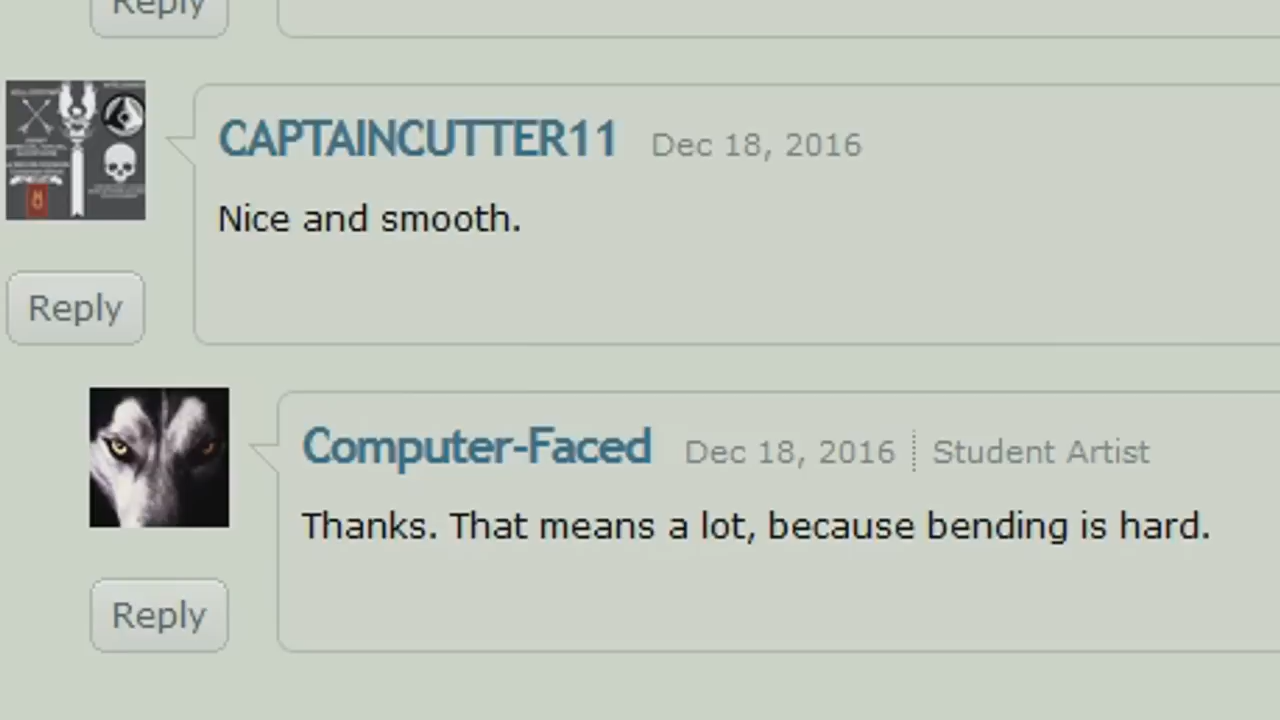 Reply
CAPTAINCUTTER11 Dec 18, 2016
Nice and smooth.
Reply
Computer-Faced Dec 18, 2016 Student Artist
Thanks. That means a lot, because bending is hard.
Reply